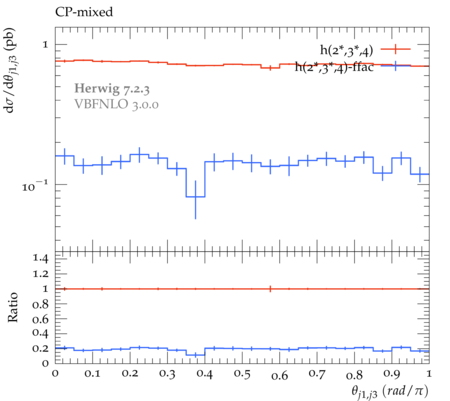 CP-mixed
dσ/dθj1,j3 (pb)
1
10⁻¹
h(2*,3*,4)
h(2*,3*,4)-ffac
Herwig 7.2.3
VBFNLO 3.0.0
Ratio
1.4
1.2
1
0.8
0.6
0.4
0.2
0
0 0.1 0.2 0.3 0.4 0.5 0.6 0.7 0.8 0.9 1
θj1,j3 (rad/π)